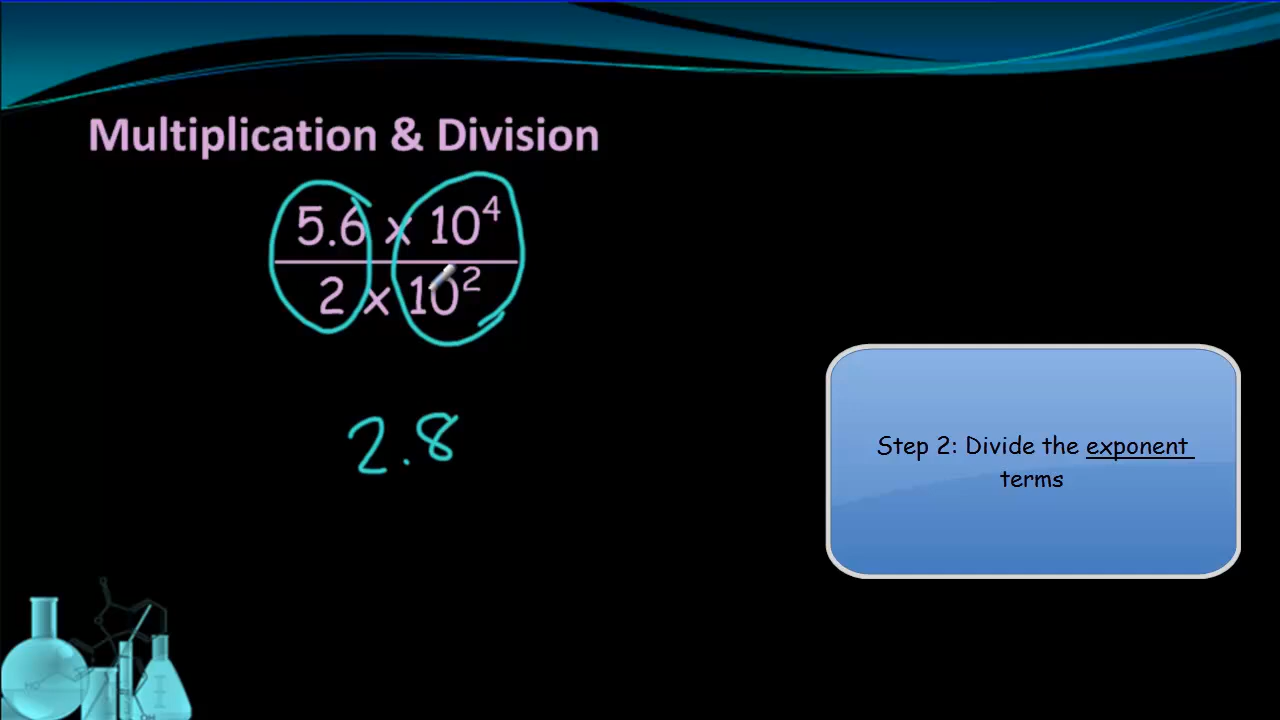 Multiplication & Division
5.6 x 10⁴
2 x 10²
2.8
Step 2: Divide the exponent
terms